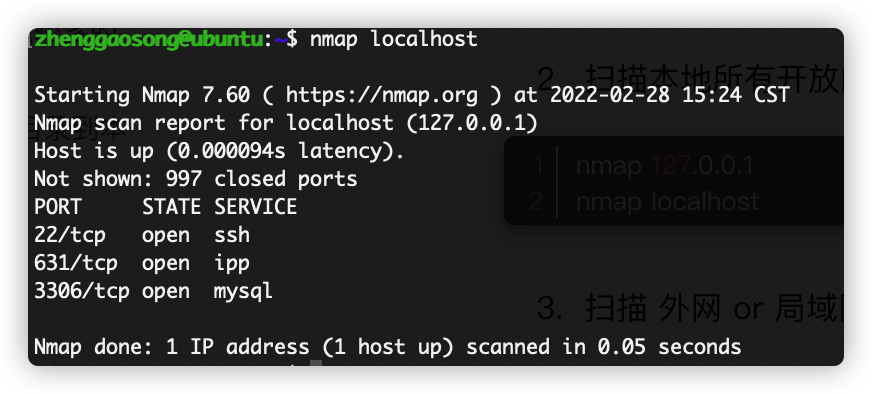 zhenggaosong@ubuntu:~$ nmap localhost
Starting Nmap 7.60 ( https://nmap.org ) at 2022-02-28 15:24 CST
Nmap scan report for localhost (127.0.0.1)
Host is up (0.000094s latency).
Not shown: 997 closed ports
PORT STATE SERVICE
22/tcp open ssh
631/tcp open ipp
3306/tcp open mysql
Nmap done: 1 IP address (1 host up) scanned in 0.05 seconds
2. 扫描本地所有开放
1 nmap 127.0.0.1
2 nmap localhost
3. 扫描 外网 or 局域